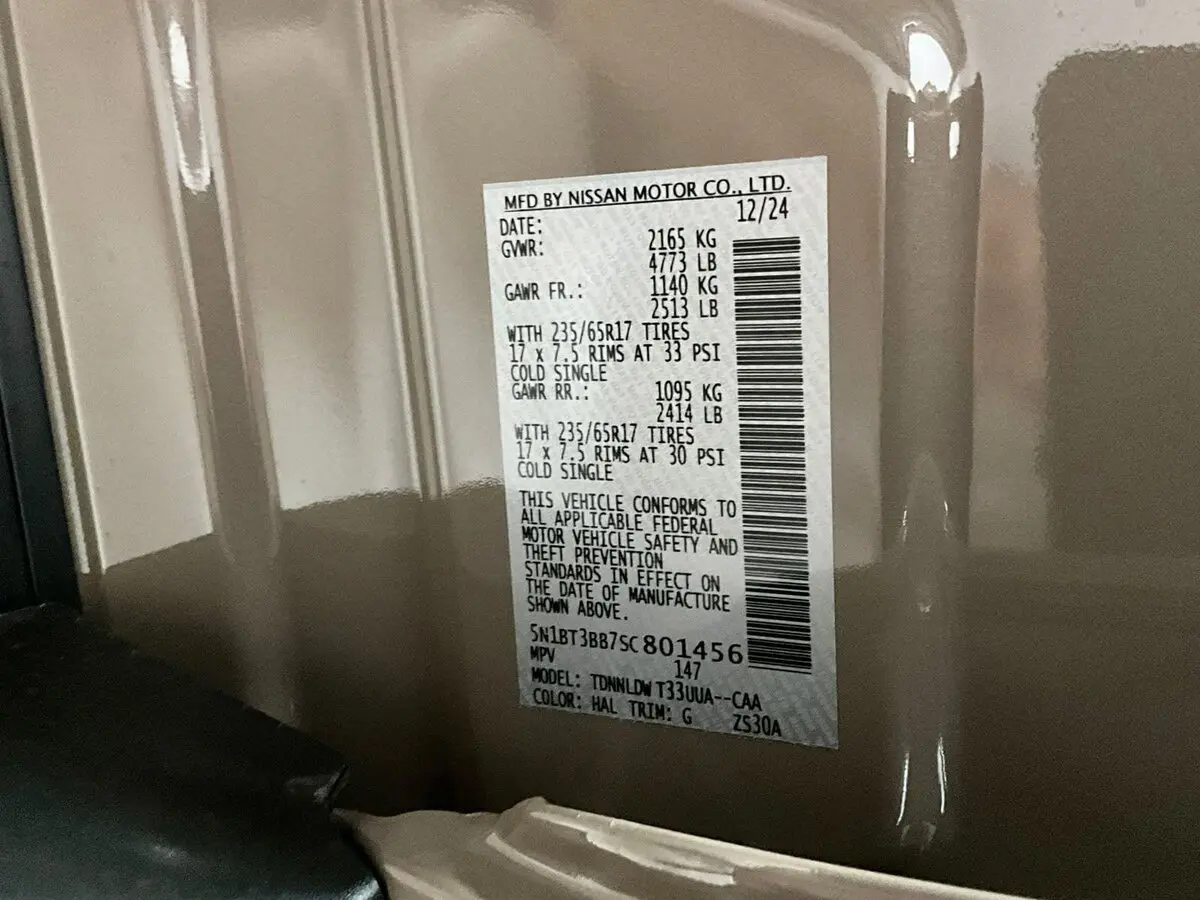 MFD BY NISSAN MOTOR CO., LTD.
DATE: 12/24
GVWR: 2165 KG
4773 LB
GAWR FR.: 1140 KG
2513 LB
WITH 235/65R17 TIRES
17 x 7.5 RIMS AT 33 PSI
COLD SINGLE
GAWR RR.: 1095 KG
2414 LB
WITH 235/65R17 TIRES
17 x 7.5 RIMS AT 30 PSI
COLD SINGLE
THIS VEHICLE CONFORMS TO
ALL APPLICABLE FEDERAL
MOTOR VEHICLE SAFETY AND
THEFT PREVENTION
STANDARDS IN EFFECT ON
THE DATE OF MANUFACTURE
SHOWN ABOVE.
5N1BT3BB7SC801456
MPV 147
MODEL: TDNNLDW T33UUA--CAA
COLOR: HAL TRIM: G ZS30A